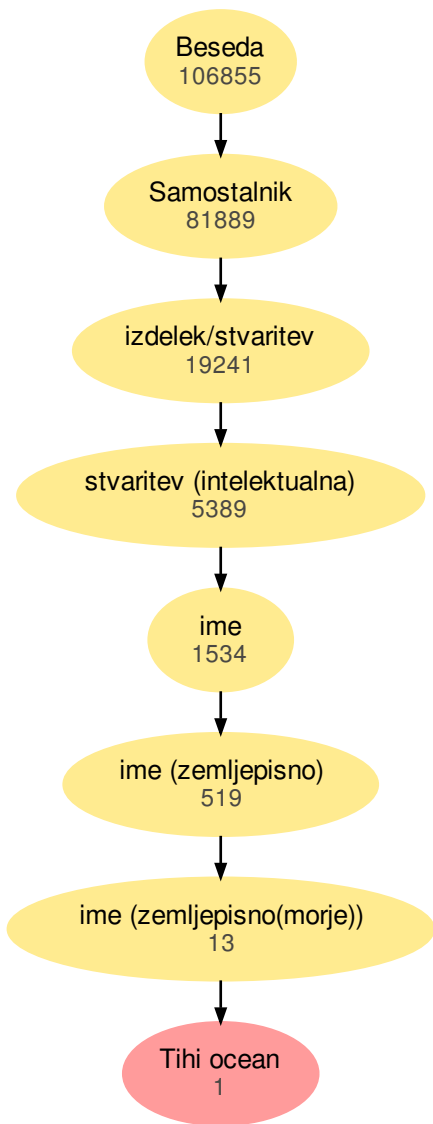 Beseda
106855
Samostalnik
81889
izdelek/stvaritev
19241
stvaritev (intelektualna)
5389
ime
1534
ime (zemljepisno)
519
ime (zemljepisno(morje))
13
Tihi ocean
1